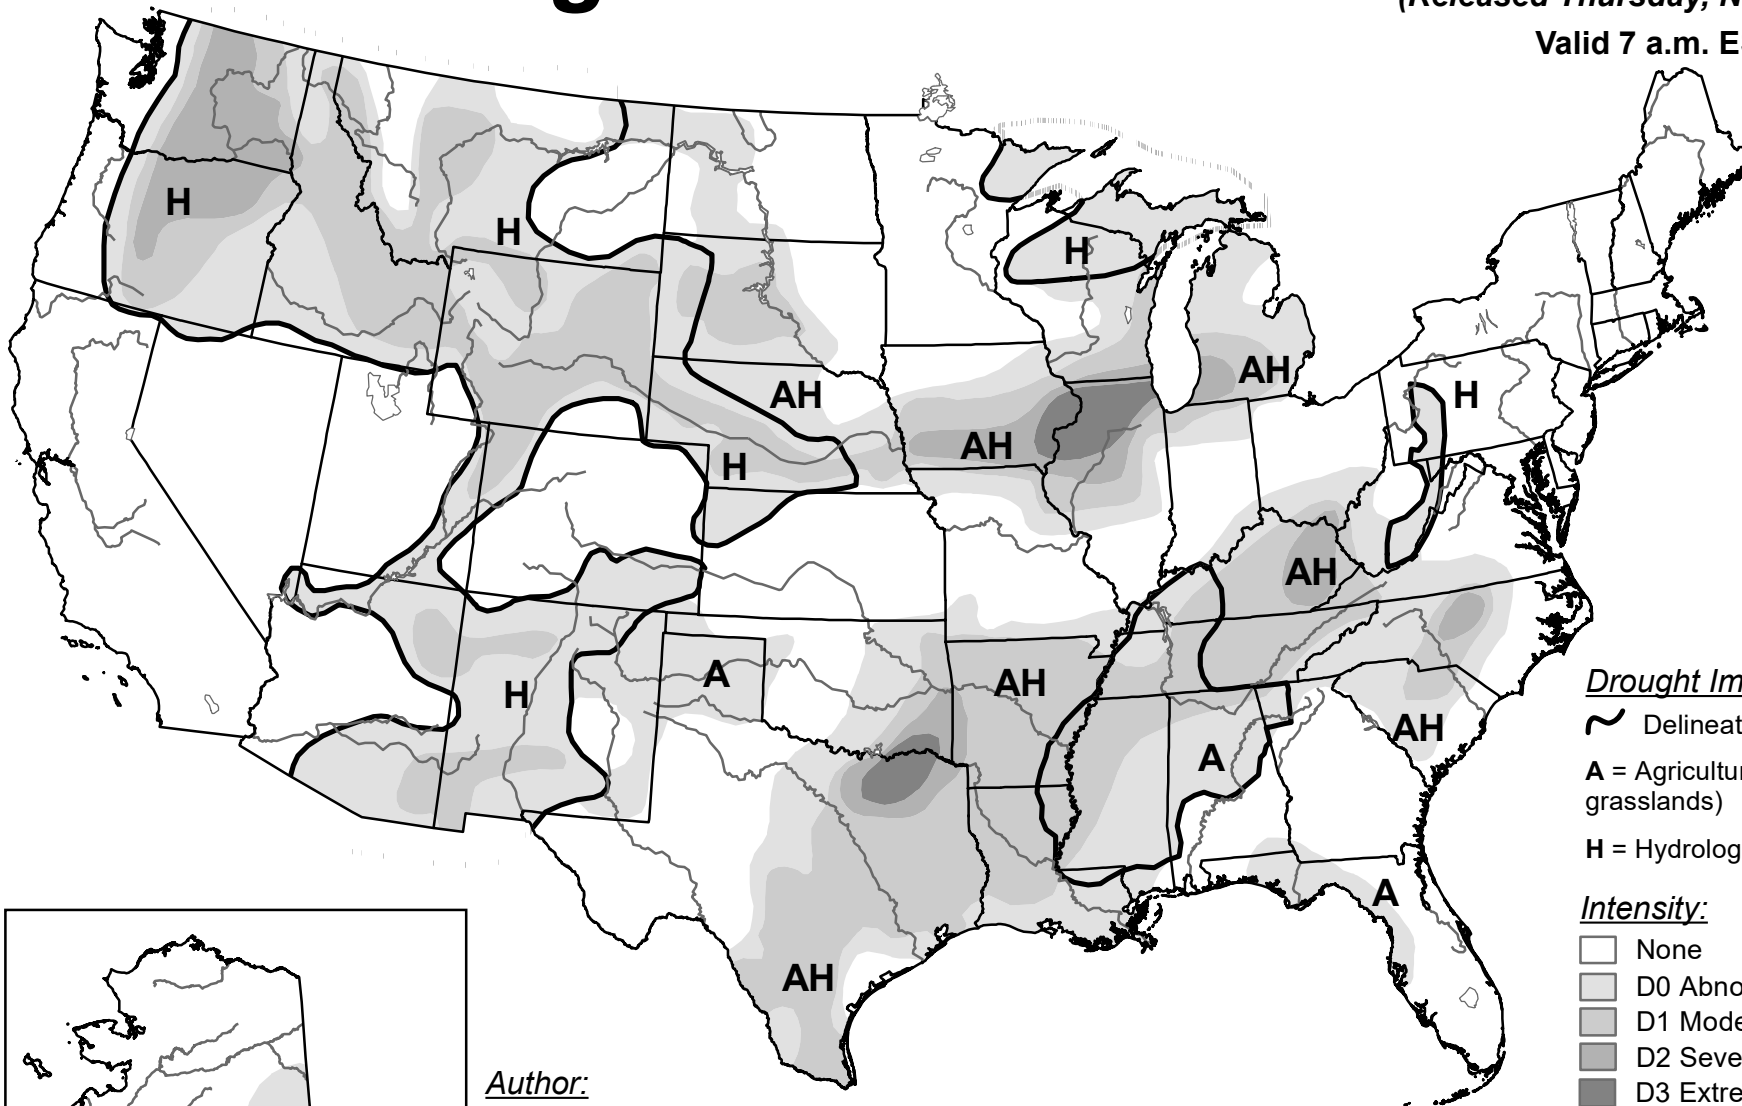 (Released Thursday, N
Valid 7 a.m. E
H
H
H
AH
AH
H
AH
H
AH
H
A
AH
H
AH
A
AH
A
AH
Drought Im
Delineat
A = Agricultur
grasslands)
H = Hydrolog
Intensity:
None
D0 Abno
D1 Mode
D2 Seve
D3 Extre
Author: